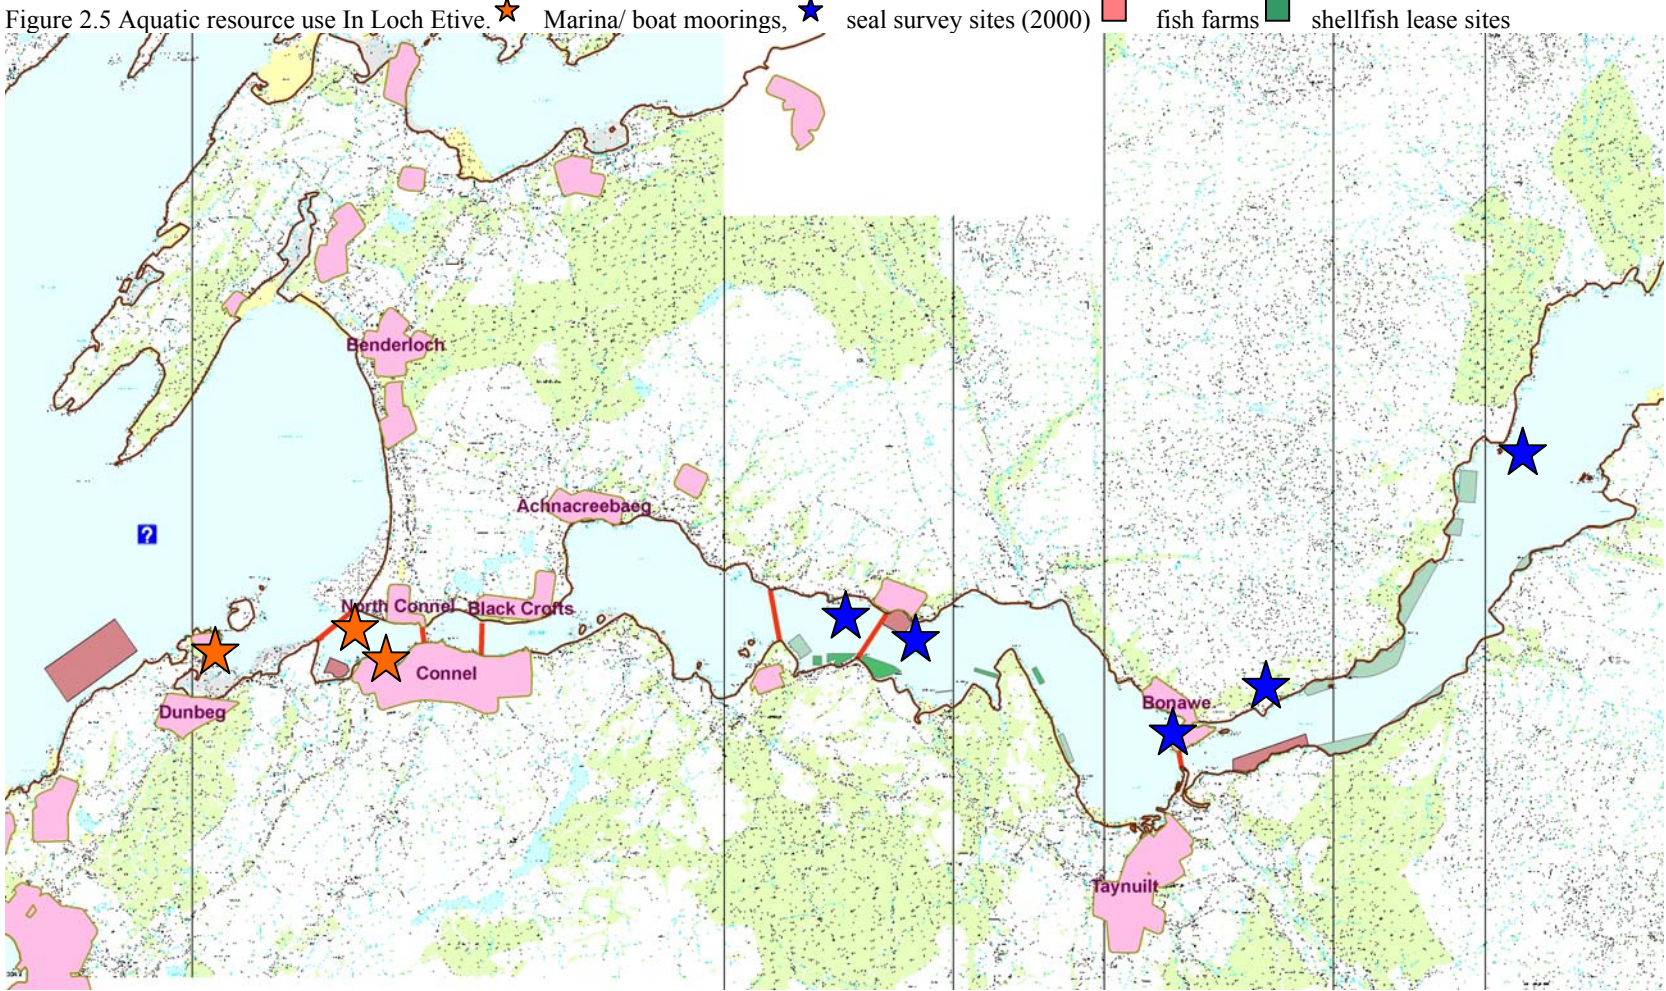 Figure 2.5 Aquatic resource use In Loch Etive. Marina/ boat moorings, seal survey sites (2000) fish farms shellfish lease sites
Benderloch
Achnacreebaeg
?
North Connel Black Crofts
Connel
Bonawe
Dunbeg
Taynuilt